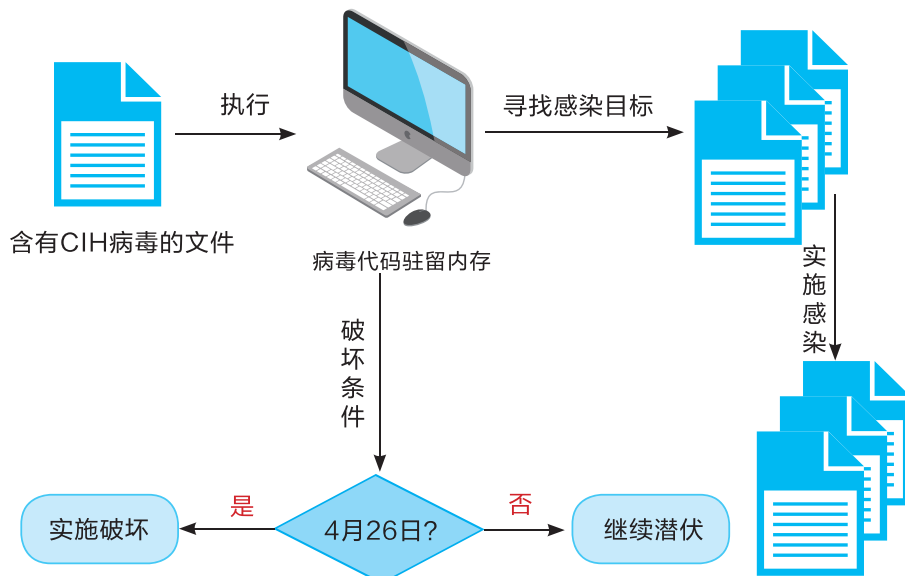 执行
寻找感染目标
含有CIH病毒的文件
病毒代码驻留内存
实施感染
破坏条件
4月26日?
是
否
实施破坏
继续潜伏